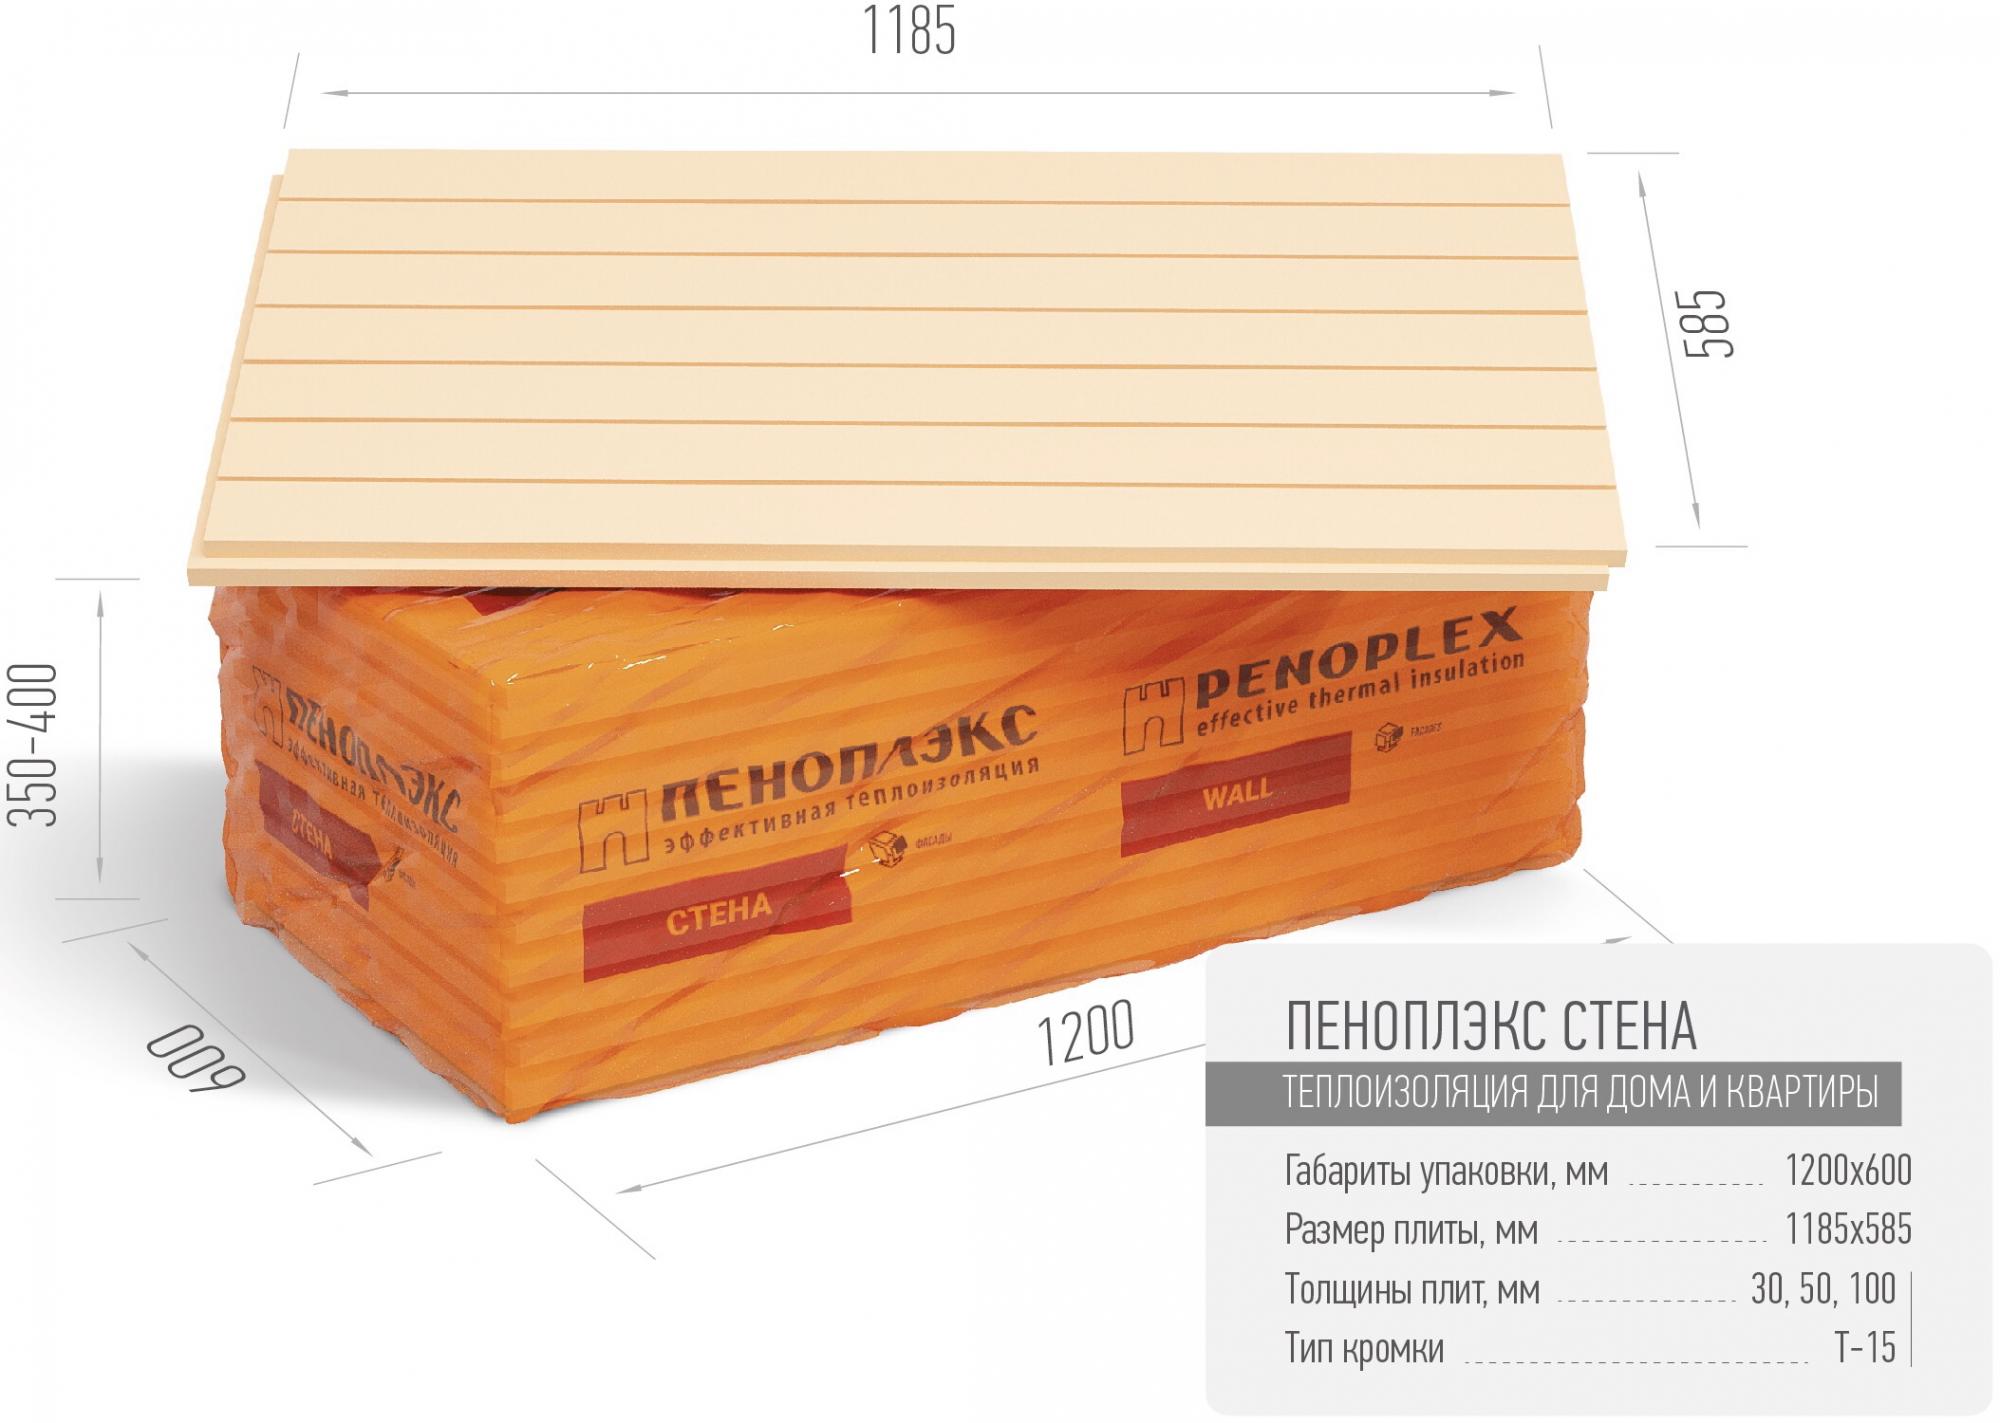 1185
585
350-400
ПЕНОПЛЭКС
эффективная теплоизоляция
СТЕНА
ПЕНОПЛЭКС
эффективная теплоизоляция
ФАСАДЫ
СТЕНА
PENOPLEX
effective thermal insulation
FACADES
WALL
600
1200
ПЕНОПЛЭКС СТЕНА
ТЕПЛОИЗОЛЯЦИЯ ДЛЯ ДОМА И КВАРТИРЫ
Габариты упаковки, мм 1200х600
Размер плиты, мм 1185х585
Толщины плит, мм 30, 50, 100
Тип кромки Т-15